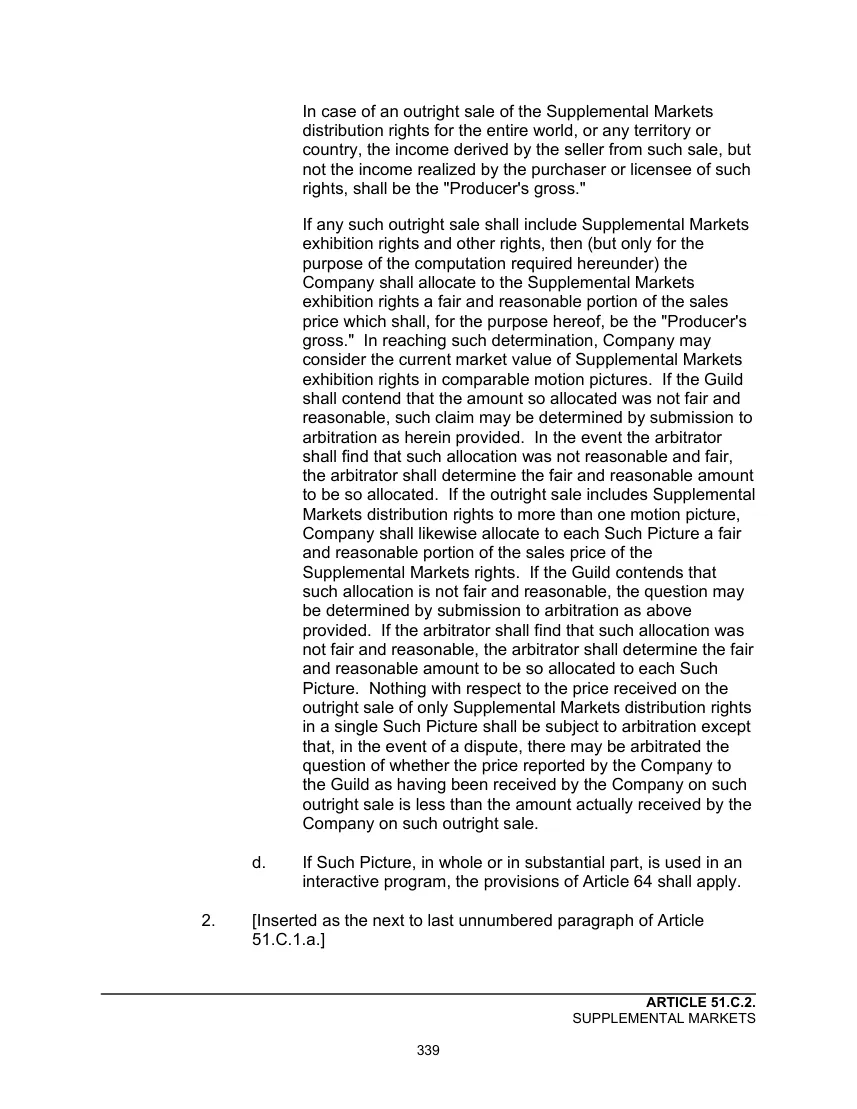 In case of an outright sale of the Supplemental Markets
distribution rights for the entire world, or any territory or
country, the income derived by the seller from such sale, but
not the income realized by the purchaser or licensee of such
rights, shall be the "Producer's gross."
If any such outright sale shall include Supplemental Markets
exhibition rights and other rights, then (but only for the
purpose of the computation required hereunder) the
Company shall allocate to the Supplemental Markets
exhibition rights a fair and reasonable portion of the sales
price which shall, for the purpose hereof, be the "Producer's
gross."  In reaching such determination, Company may
consider the current market value of Supplemental Markets
exhibition rights in comparable motion pictures.  If the Guild
shall contend that the amount so allocated was not fair and
reasonable, such claim may be determined by submission to
arbitration as herein provided.  In the event the arbitrator
shall find that such allocation was not reasonable and fair,
the arbitrator shall determine the fair and reasonable amount
to be so allocated.  If the outright sale includes Supplemental
Markets distribution rights to more than one motion picture,
Company shall likewise allocate to each Such Picture a fair
and reasonable portion of the sales price of the
Supplemental Markets rights.  If the Guild contends that
such allocation is not fair and reasonable, the question may
be determined by submission to arbitration as above
provided.  If the arbitrator shall find that such allocation was
not fair and reasonable, the arbitrator shall determine the fair
and reasonable amount to be so allocated to each Such
Picture.  Nothing with respect to the price received on the
outright sale of only Supplemental Markets distribution rights
in a single Such Picture shall be subject to arbitration except
that, in the event of a dispute, there may be arbitrated the
question of whether the price reported by the Company to
the Guild as having been received by the Company on such
outright sale is less than the amount actually received by the
Company on such outright sale.
d. If Such Picture, in whole or in substantial part, is used in an
interactive program, the provisions of Article 64 shall apply.
2. [Inserted as the next to last unnumbered paragraph of Article
51.C.1.a.]
ARTICLE 51.C.2.
SUPPLEMENTAL MARKETS
339